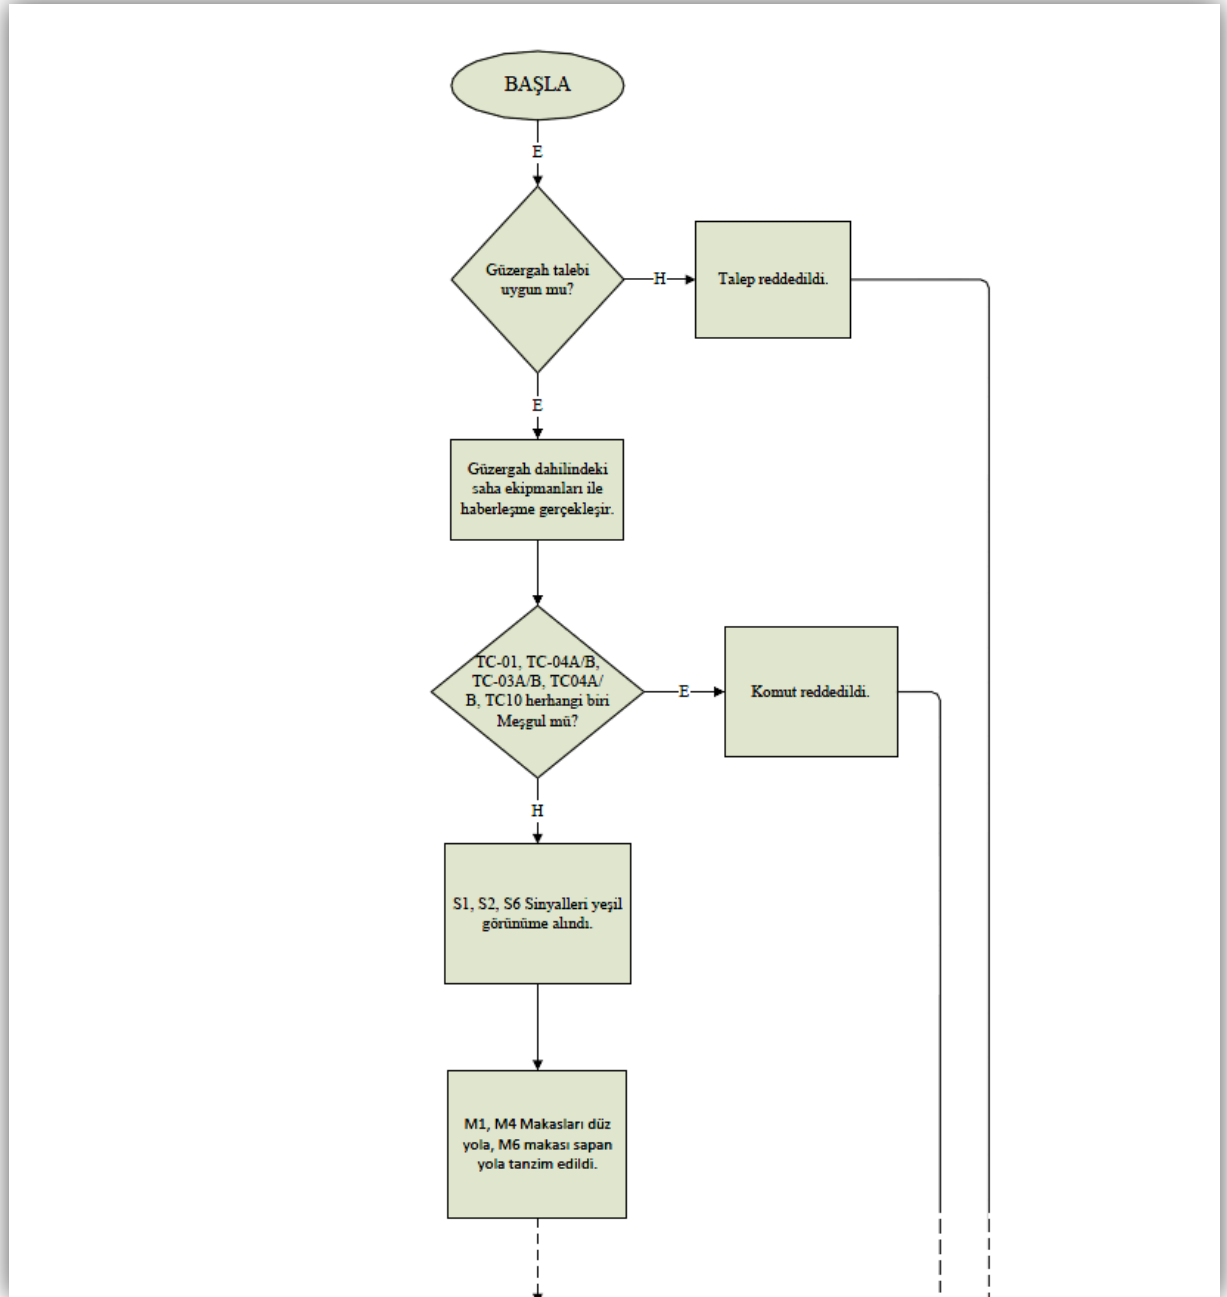 BAŞLA
E
Güzergah talebi
uygun mu?
H
Talep reddedildi.
E
Güzergah dahilindeki
saha ekipmanları ile
haberleşme gerçekleşir.
TC-01, TC-04A/B,
TC-03A/B, TC04A/
B, TC10 herhangi biri
Meşgul mü?
E
Komut reddedildi.
H
S1, S2, S6 Sinyalleri yeşil
görünüme alındı.
M1, M4 Makasları düz
yola, M6 makası sapan
yola tanzim edildi.